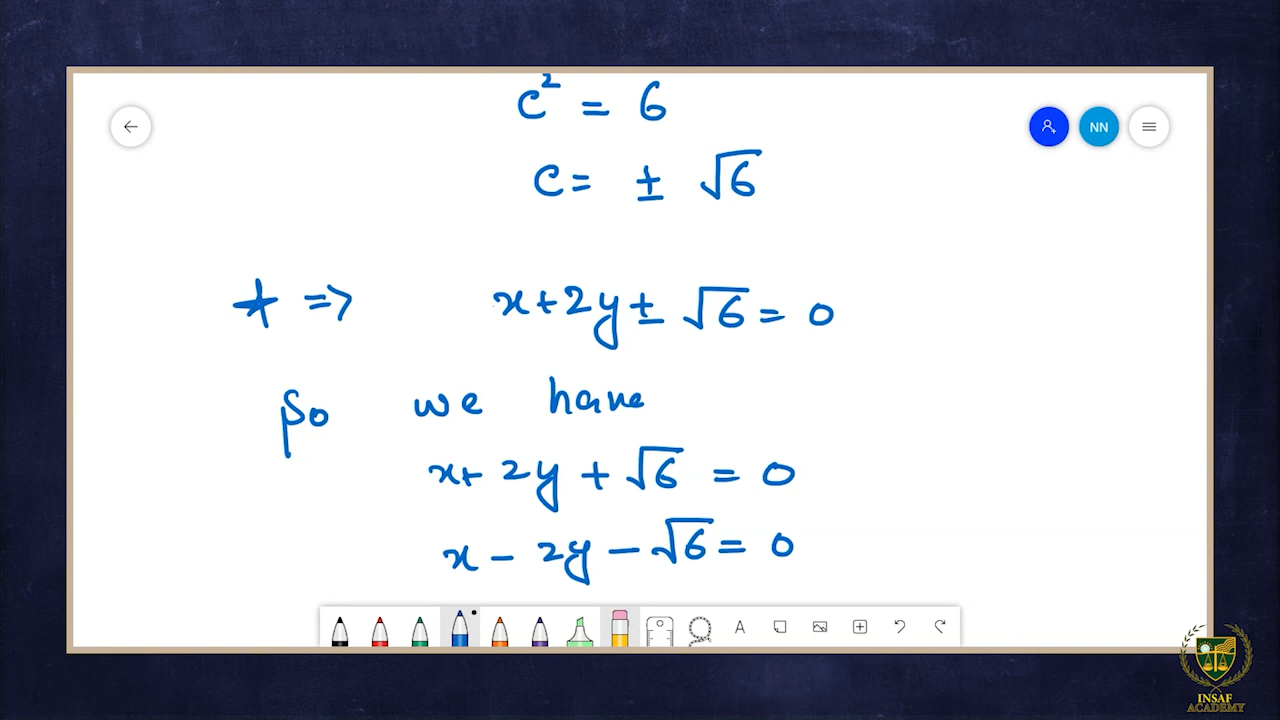 c² = 6
c = ± √6
* => x+2y ± √6 = 0
So we have
x+ 2y + √6 = 0
x - 2y - √6 = 0
NN
A
INSAF
ACADEMY